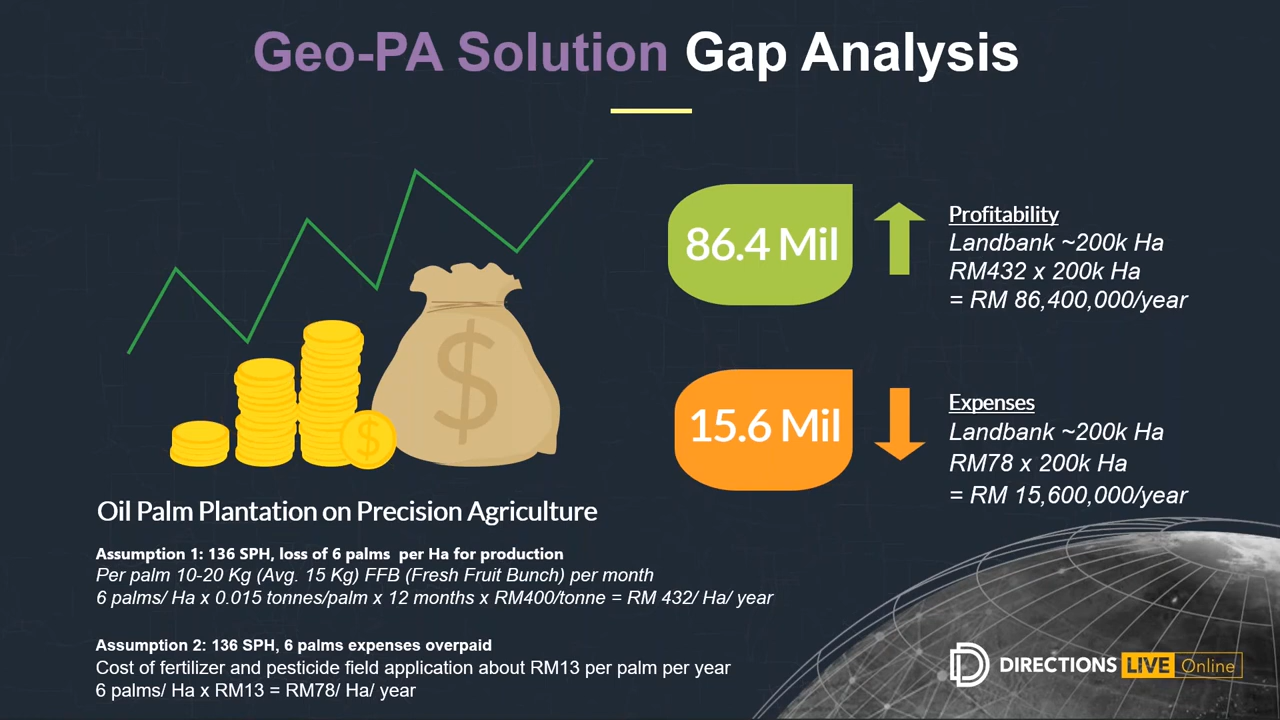 Geo-PA Solution Gap Analysis
86.4 Mil
Profitability
Landbank ~200k Ha
RM432 x 200k Ha
= RM 86,400,000/year
15.6 Mil
Expenses
Landbank ~200k Ha
RM78 x 200k Ha
= RM 15,600,000/year
$
$
Oil Palm Plantation on Precision Agriculture
Assumption 1: 136 SPH, loss of 6 palms per Ha for production
Per palm 10-20 Kg (Avg. 15 Kg) FFB (Fresh Fruit Bunch) per month
6 palms/ Ha x 0.015 tonnes/palm x 12 months x RM400/tonne = RM 432/ Ha/ year
Assumption 2: 136 SPH, 6 palms expenses overpaid
Cost of fertilizer and pesticide field application about RM13 per palm per year
6 palms/ Ha x RM13 = RM78/ Ha/ year
DIRECTIONS LIVE Online